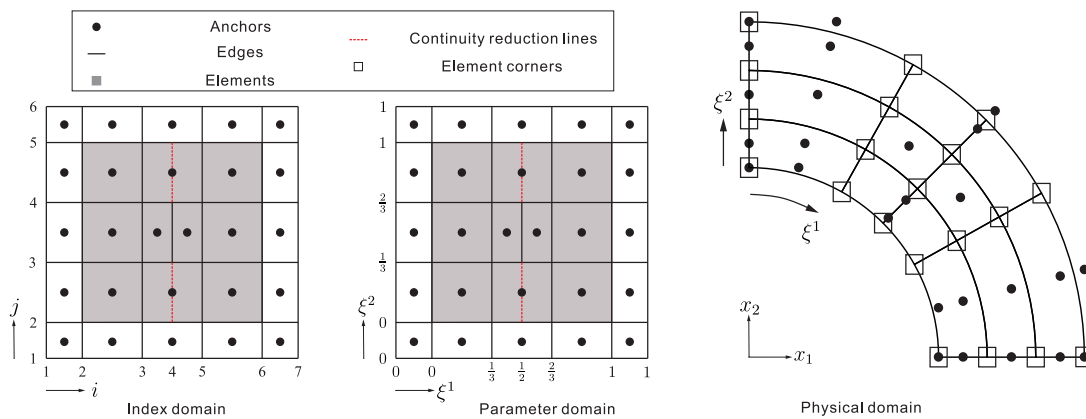 Anchors
Edges
Elements
Continuity reduction lines
Element corners
6
5
4
3
2
1
j
1 2 3 4 5 6 7
i
Index domain
1
1
2/3
1/3
0
0
ξ²
0 0 1/3 1/2 2/3 1 1
ξ¹
Parameter domain
ξ²
ξ¹
x₂
x₁
Physical domain